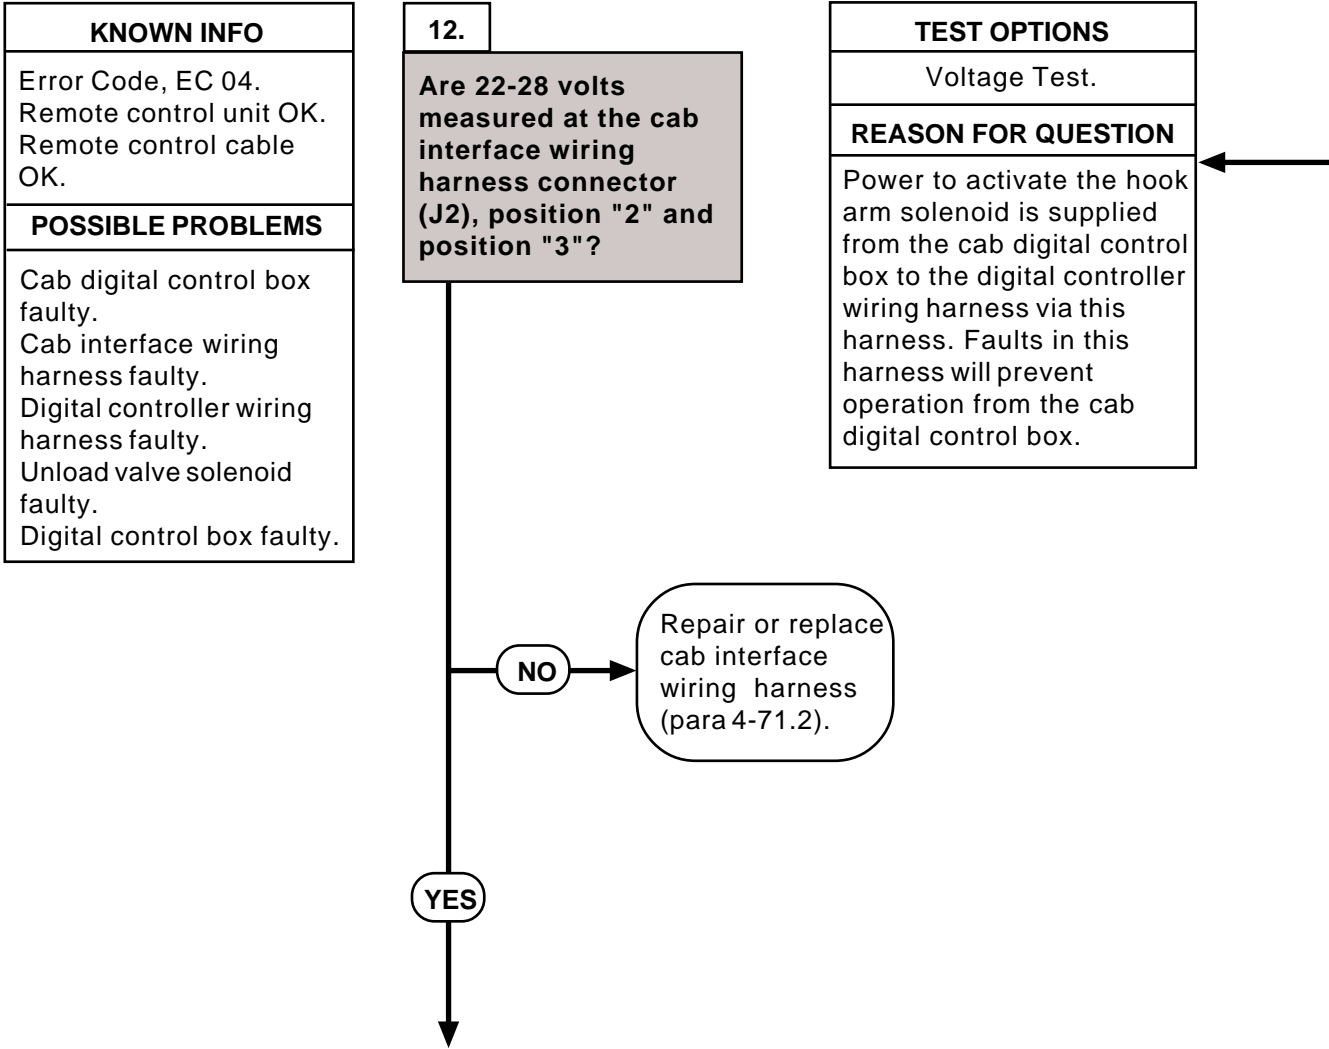 KNOWN INFO
Error Code, EC 04.
Remote control unit OK.
Remote control cable
OK.
POSSIBLE PROBLEMS
Cab digital control box
faulty.
Cab interface wiring
harness faulty.
Digital controller wiring
harness faulty.
Unload valve solenoid
faulty.
Digital control box faulty.
12.
Are 22-28 volts
measured at the cab
interface wiring
harness connector
(J2), position "2" and
position "3"?
TEST OPTIONS
Voltage Test.
REASON FOR QUESTION
Power to activate the hook
arm solenoid is supplied
from the cab digital control
box to the digital controller
wiring harness via this
harness. Faults in this
harness will prevent
operation from the cab
digital control box.
NO
Repair or replace
cab interface
wiring harness
(para 4-71.2).
YES